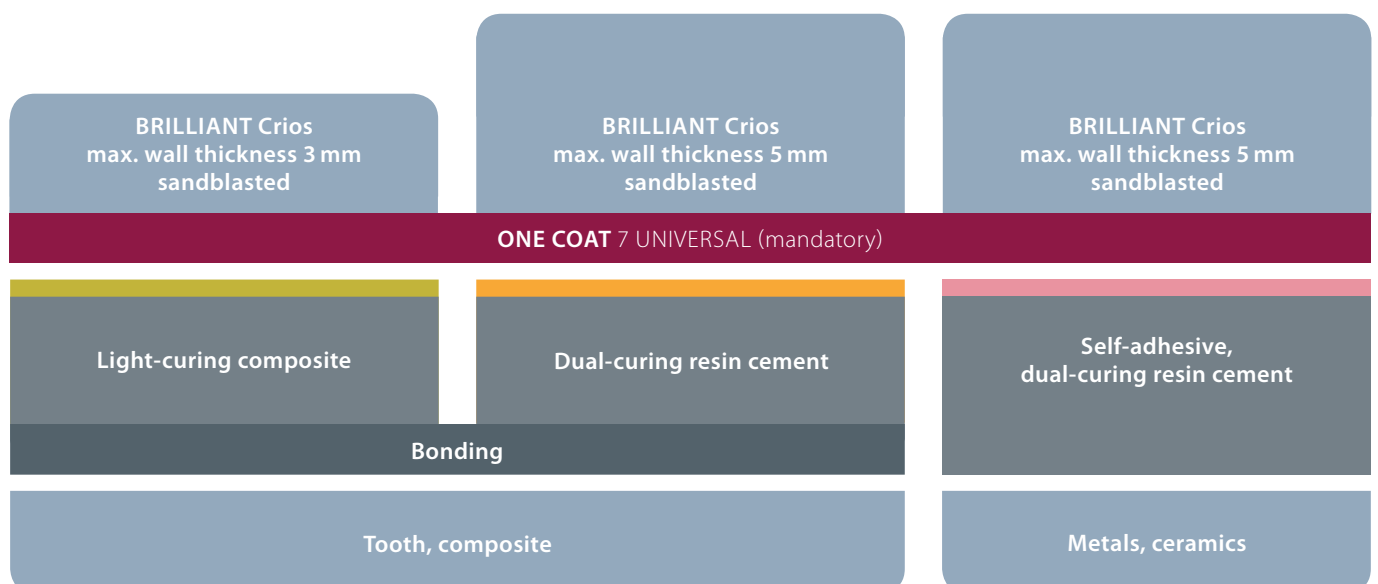 BRILLIANT Crios
max. wall thickness 3 mm
sandblasted
BRILLIANT Crios
max. wall thickness 5 mm
sandblasted
BRILLIANT Crios
max. wall thickness 5 mm
sandblasted
ONE COAT 7 UNIVERSAL (mandatory)
Light-curing composite
Dual-curing resin cement
Self-adhesive,
dual-curing resin cement
Bonding
Tooth, composite
Metals, ceramics